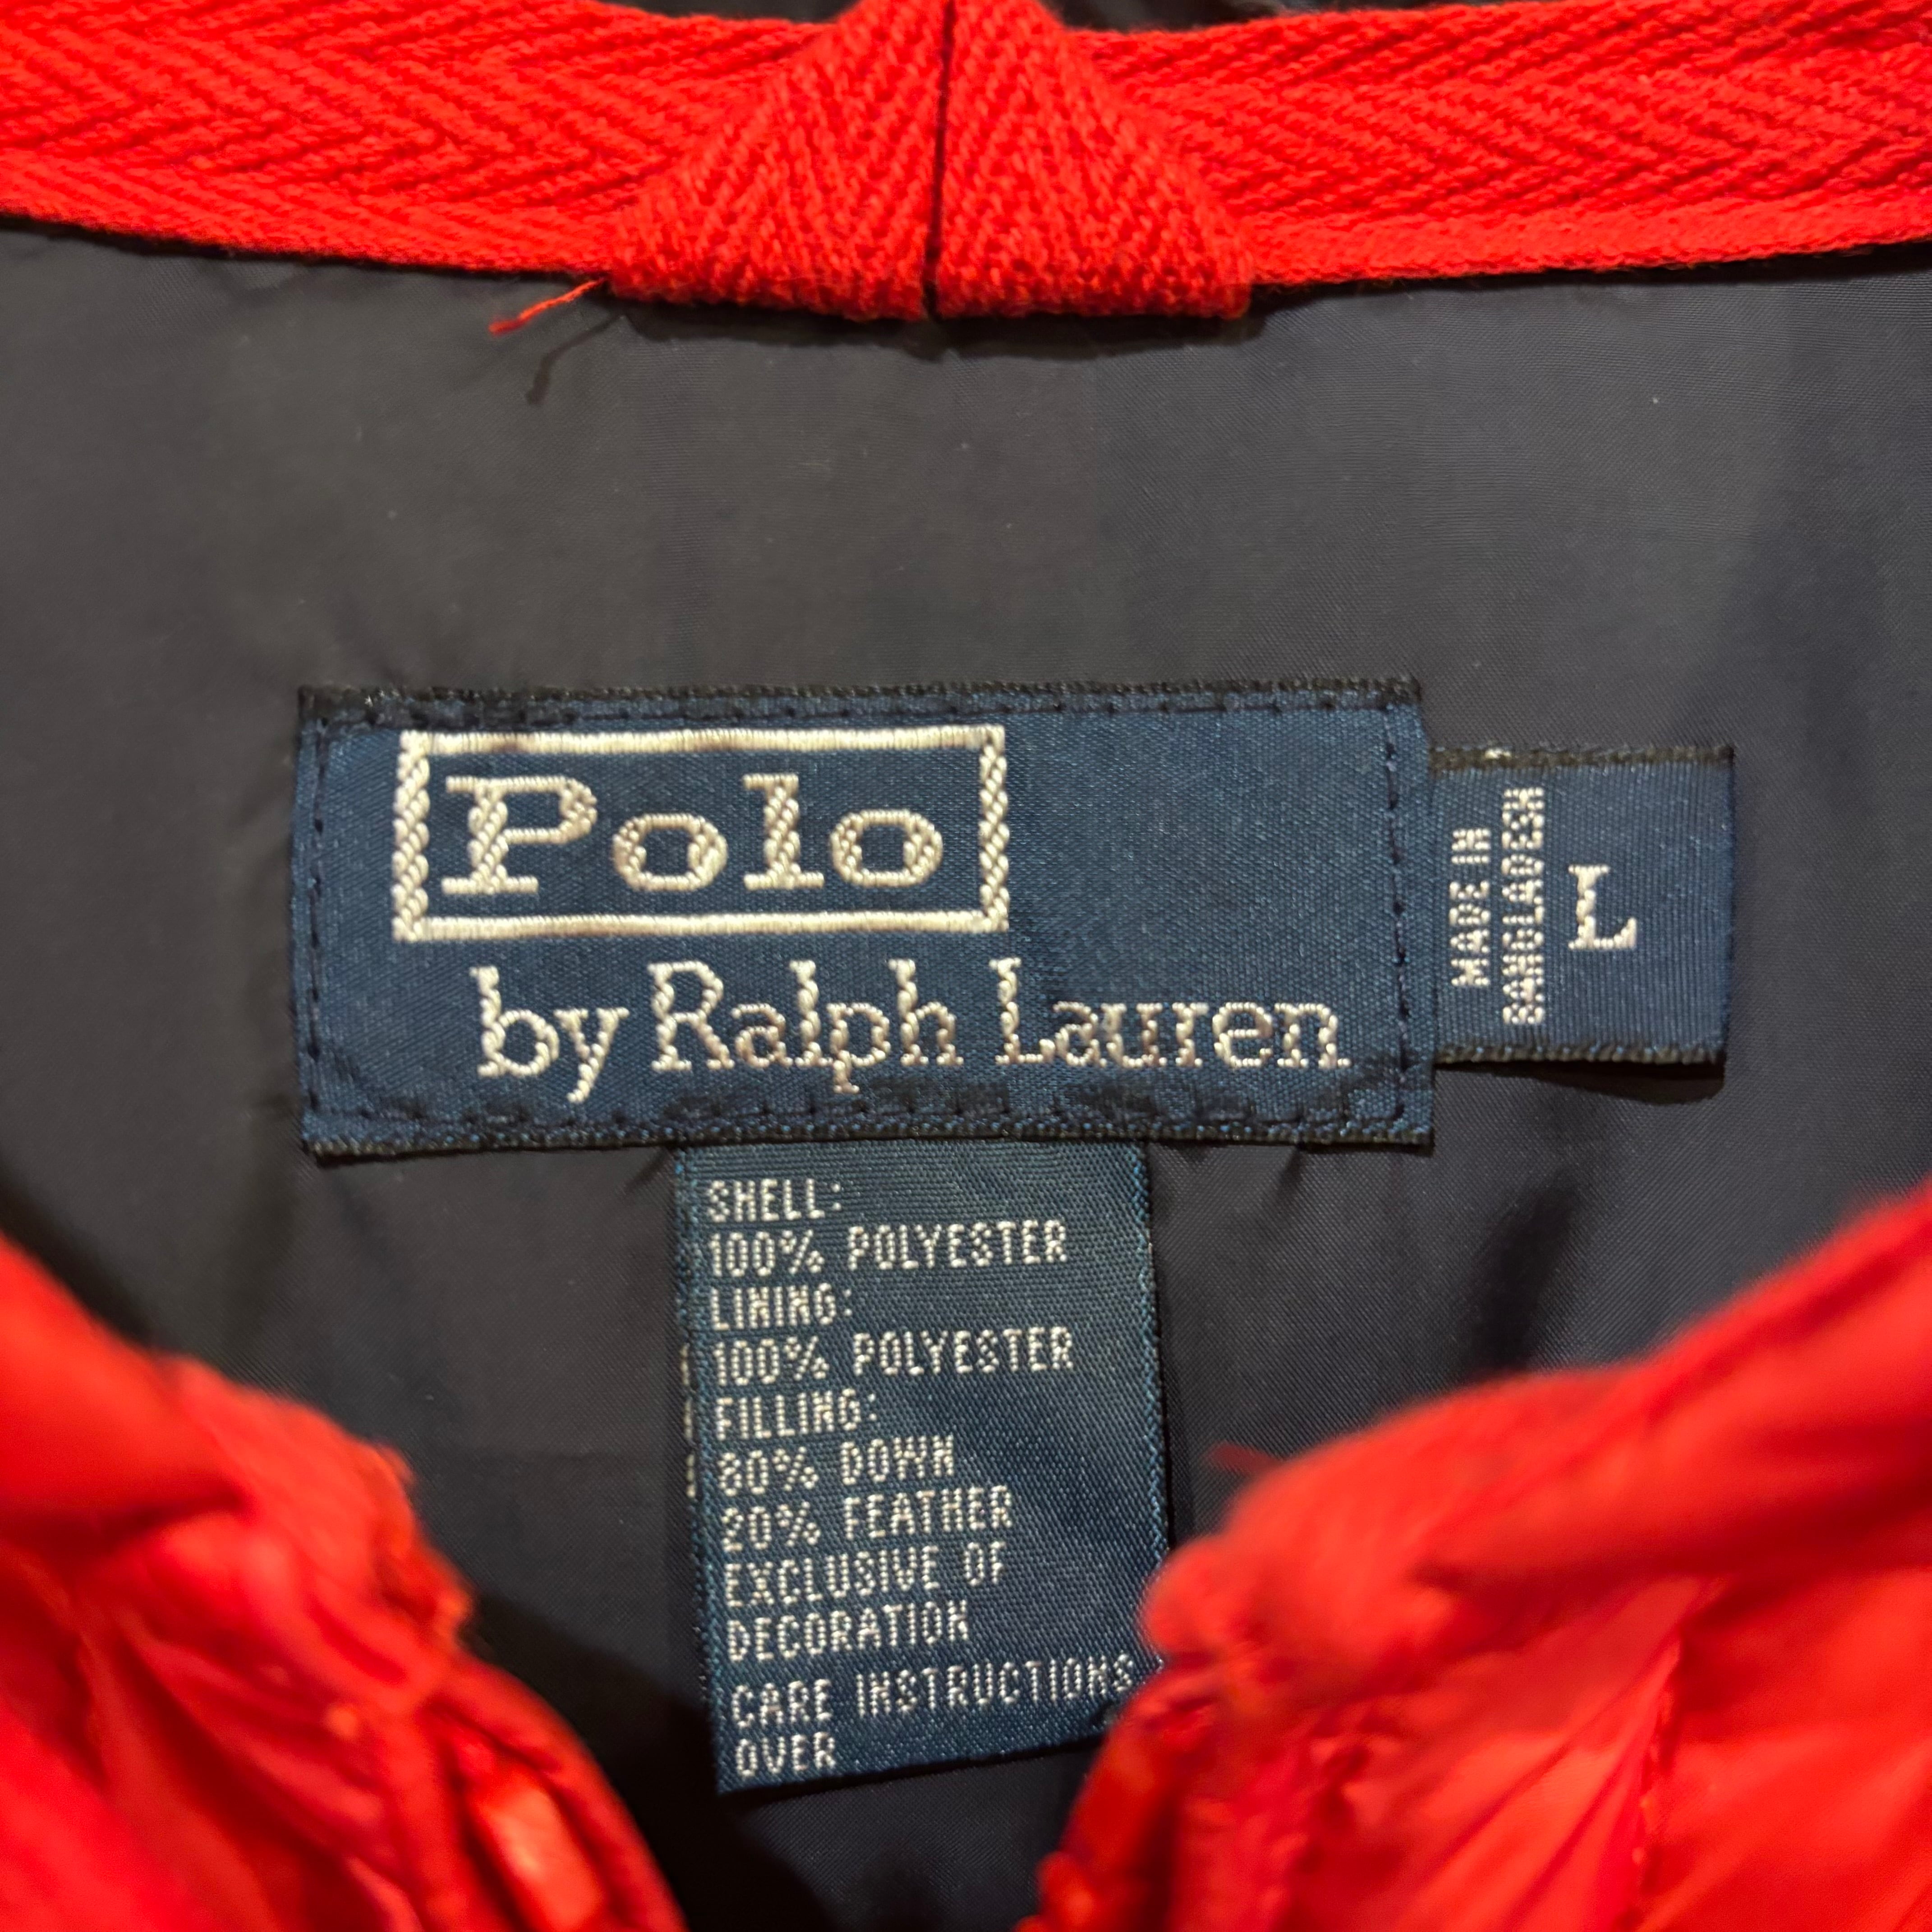 Polo
by Ralph Lauren
MADE IN
BANGLADESH
L
SHELL:
100% POLYESTER
LINING:
100% POLYESTER
FILLING:
80% DOWN
20% FEATHER
EXCLUSIVE OF
DECORATION
CARE INSTRUCTIONS
OVER